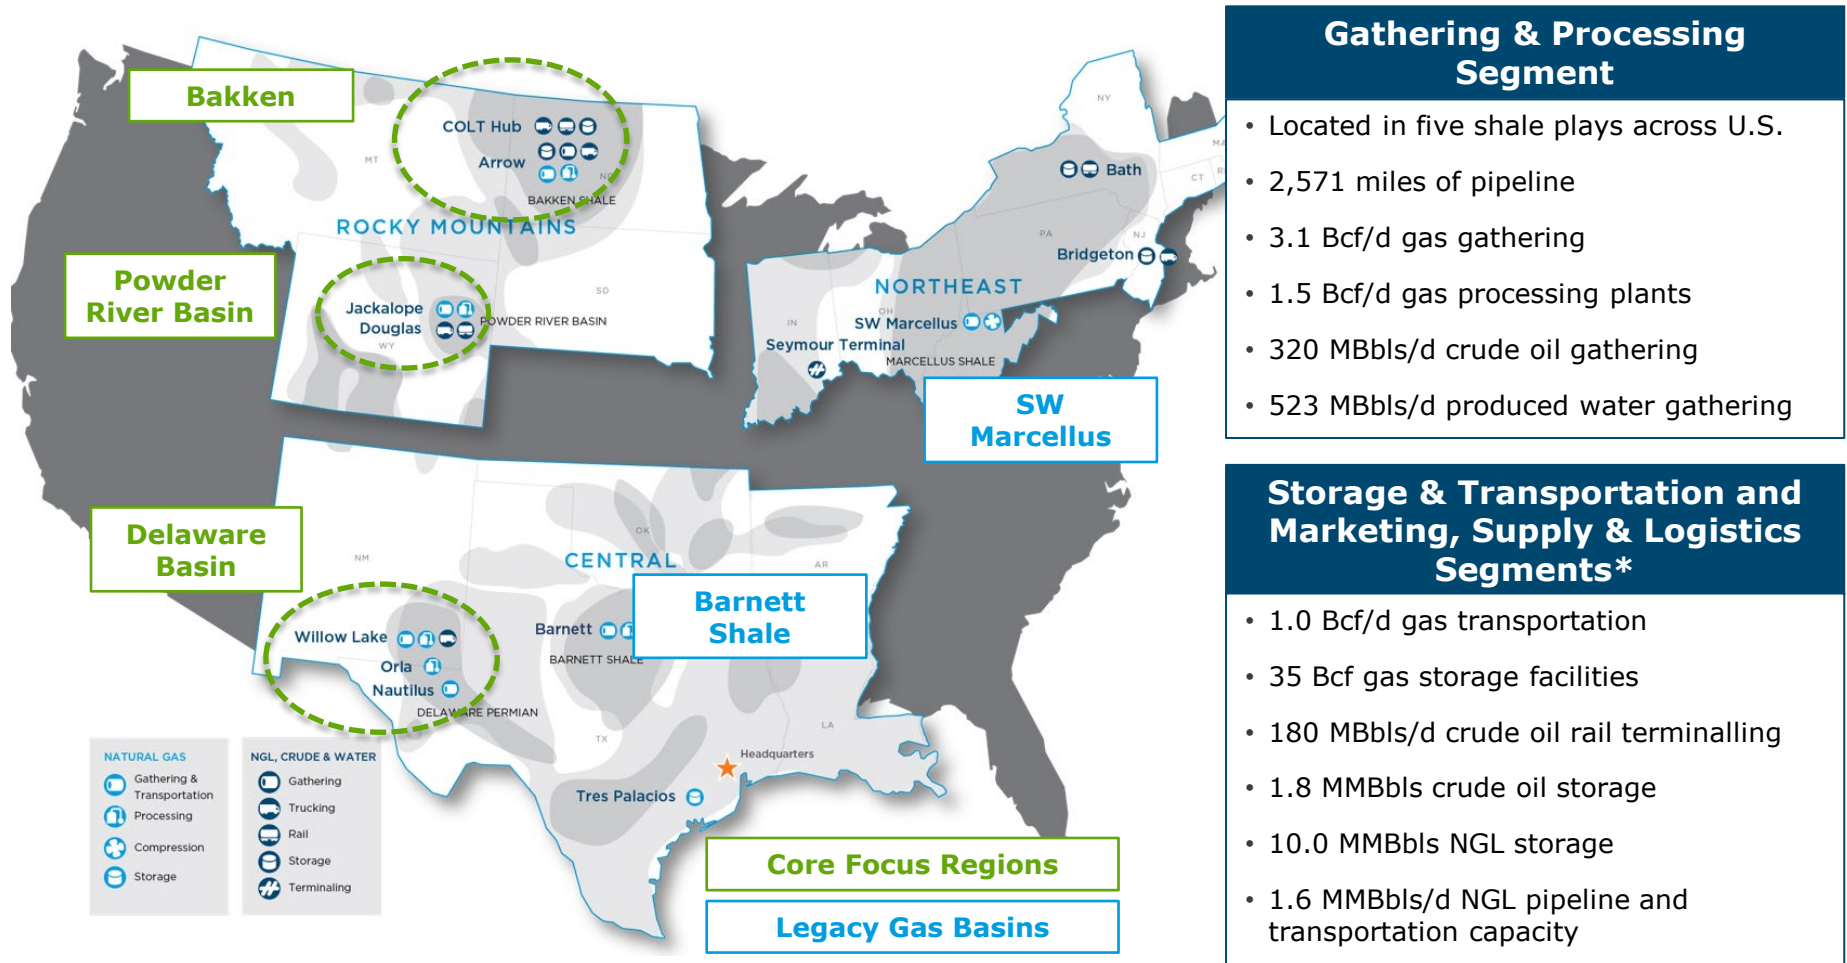 Bakken
COLT Hub
Arrow
MT
ND
BAKKEN SHALE
ROCKY MOUNTAINS
Powder
River Basin
Jackalope
Douglas
POWDER RIVER BASIN
SD
WY
NY
MA
CT
Bath
PA
NJ
Bridgeton
NORTHEAST
OH
IN
SW Marcellus
Seymour Terminal
MARCELLUS SHALE
SW
Marcellus
Delaware
Basin
NM
OK
CENTRAL
AR
Barnett
Shale
Willow Lake
Orla
Nautilus
DELAWARE PERMIAN
Barnett
BARNETT SHALE
TX
LA
Headquarters
Tres Palacios
NATURAL GAS
Gathering &
Transportation
Processing
Compression
Storage
NGL, CRUDE & WATER
Gathering
Trucking
Rail
Storage
Terminaling
Core Focus Regions
Legacy Gas Basins
Gathering & Processing
Segment
• Located in five shale plays across U.S.
• 2,571 miles of pipeline
• 3.1 Bcf/d gas gathering
• 1.5 Bcf/d gas processing plants
• 320 MBbls/d crude oil gathering
• 523 MBbls/d produced water gathering
Storage & Transportation and
Marketing, Supply & Logistics
Segments*
• 1.0 Bcf/d gas transportation
• 35 Bcf gas storage facilities
• 180 MBbls/d crude oil rail terminalling
• 1.8 MMBbls crude oil storage
• 10.0 MMBbls NGL storage
• 1.6 MMBbls/d NGL pipeline and
transportation capacity